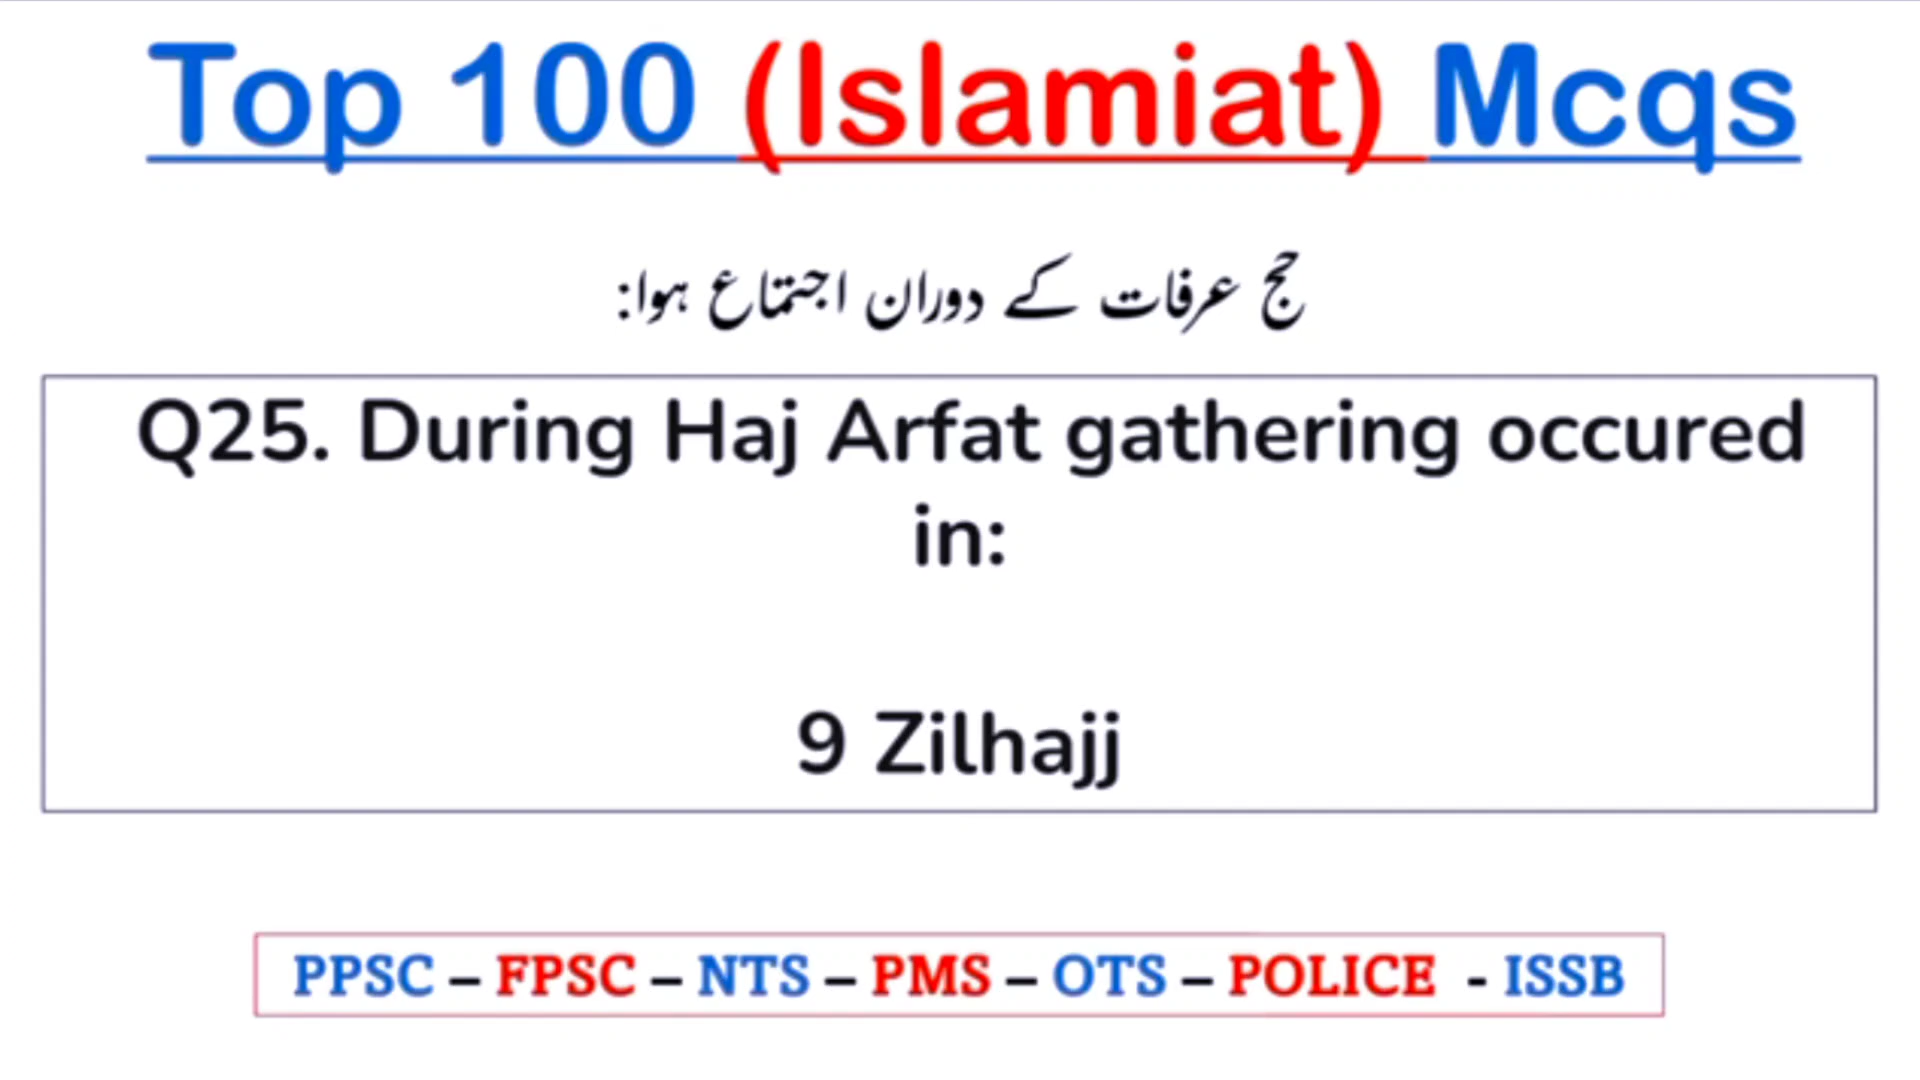 Top 100 (Islamiat) Mcqs
حج عرفات کے دوران اجتماع ہوا:
Q25. During Haj Arfat gathering occured
in:
9 Zilhajj
PPSC – FPSC – NTS – PMS – OTS – POLICE - ISSB